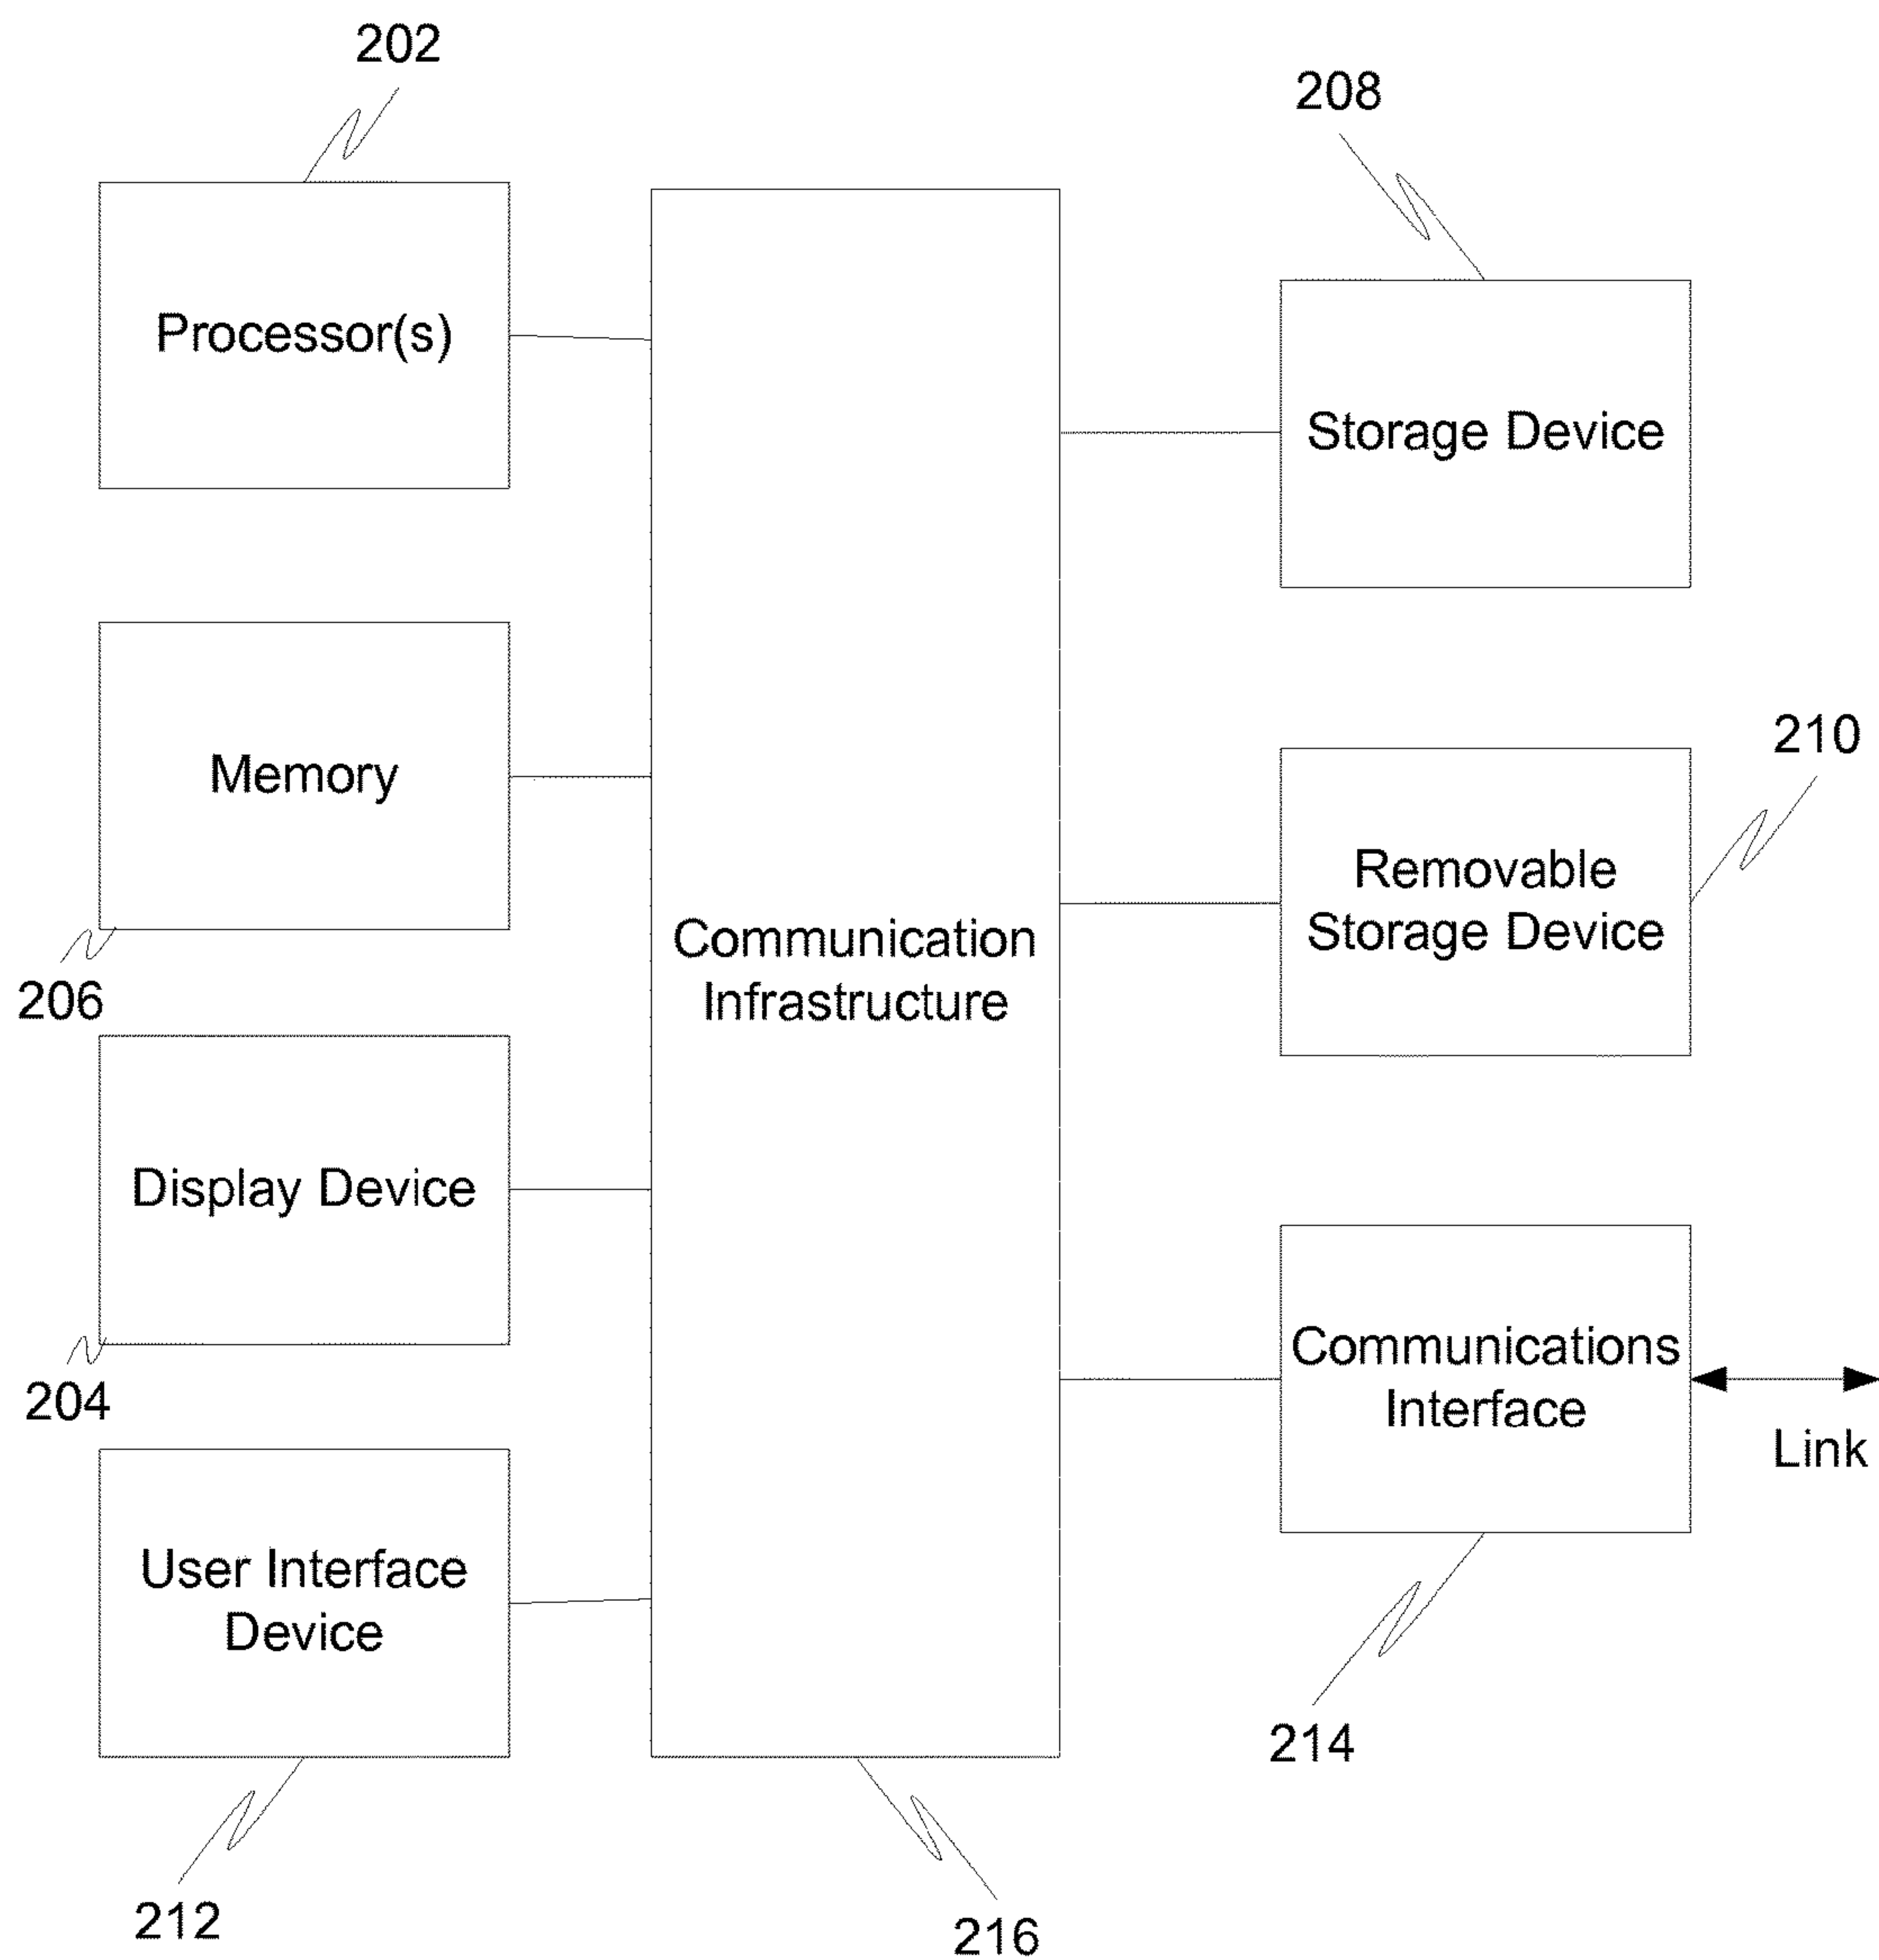 202
208
Processor(s)
Storage Device
210
Memory
Removable
Storage Device
206
Communication
Infrastructure
Display Device
204
Communications
Interface
Link
User Interface
Device
214
212
216